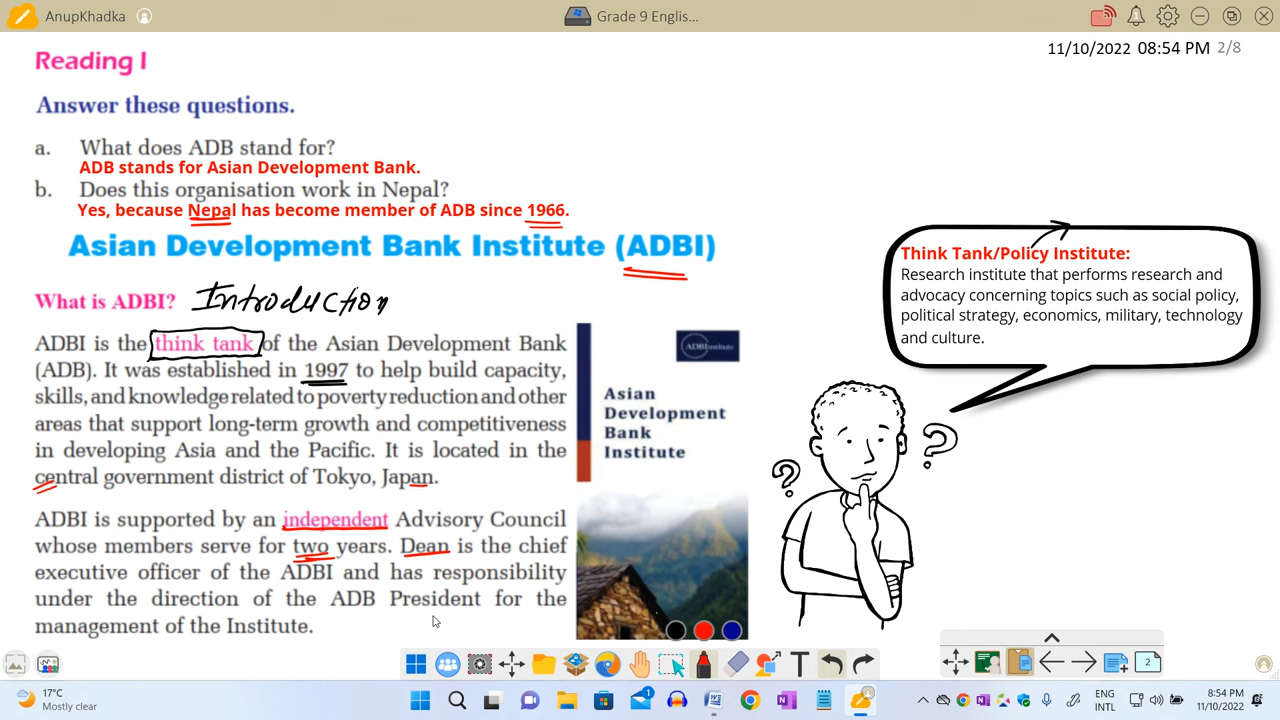 AnupKhadka
Grade 9 Englis...
11/10/2022 08:54 PM 2/8
Reading I
Answer these questions.
a. What does ADB stand for?
ADB stands for Asian Development Bank.
b. Does this organisation work in Nepal?
Yes, because Nepal has become member of ADB since 1966.
Asian Development Bank Institute (ADBI)
What is ADBI? Introduction
ADBI is the think tank of the Asian Development Bank
(ADB). It was established in 1997 to help build capacity,
skills, and knowledge related to poverty reduction and other
areas that support long-term growth and competitiveness
in developing Asia and the Pacific. It is located in the
central government district of Tokyo, Japan.
ADBI is supported by an independent Advisory Council
whose members serve for two years. Dean is the chief
executive officer of the ADBI and has responsibility
under the direction of the ADB President for the
management of the Institute.
ADBInstitute
Asian
Development
Bank
Institute
Think Tank/Policy Institute:
Research institute that performs research and
advocacy concerning topics such as social policy,
political strategy, economics, military, technology
and culture.
?
?
2
17°C
Mostly clear
1
ENG
INTL
8:54 PM
11/10/2022